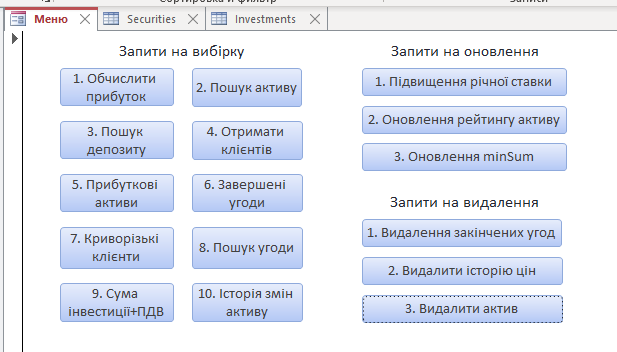 Меню
Securities
Investments
Запити на вибірку
1. Обчислити
прибуток
2. Пошук активу
3. Пошук
депозиту
4. Отримати
клієнтів
5. Прибуткові
активи
6. Завершені
угоди
7. Криворізькі
клієнти
8. Пошук угоди
9. Сума
інвестиції+ПДВ
10. Історія змін
активу
Запити на оновлення
1. Підвищення річної ставки
2. Оновлення рейтингу активу
3. Оновлення minSum
Запити на видалення
1. Видалення закінчених угод
2. Видалити історію цін
3. Видалити актив